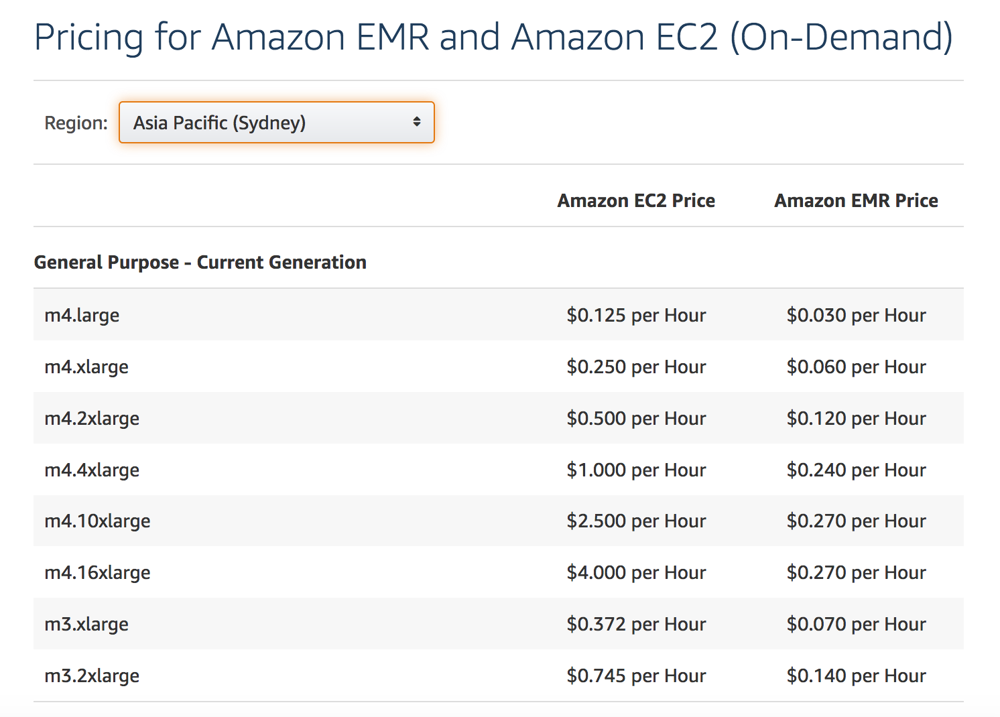 Pricing for Amazon EMR and Amazon EC2 (On-Demand)
Region: Asia Pacific (Sydney)
Amazon EC2 Price Amazon EMR Price
General Purpose - Current Generation
m4.large $0.125 per Hour $0.030 per Hour
m4.xlarge $0.250 per Hour $0.060 per Hour
m4.2xlarge $0.500 per Hour $0.120 per Hour
m4.4xlarge $1.000 per Hour $0.240 per Hour
m4.10xlarge $2.500 per Hour $0.270 per Hour
m4.16xlarge $4.000 per Hour $0.270 per Hour
m3.xlarge $0.372 per Hour $0.070 per Hour
m3.2xlarge $0.745 per Hour $0.140 per Hour